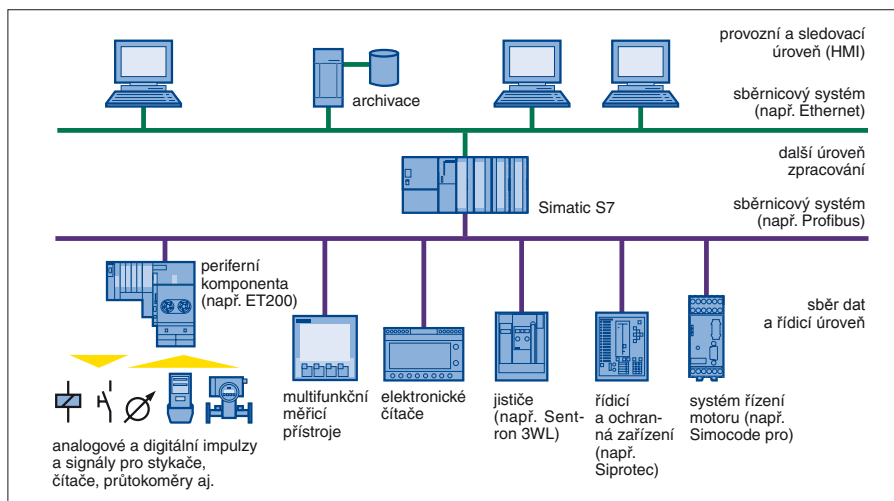 provozní a sledovací
úroveň (HMI)
archivace
sběrnicový systém
(např. Ethernet)
další úroveň
zpracování
Simatic S7
sběrnicový systém
(např. Profibus)
periferní
komponenta
(např. ET200)
sběr dat
a řídicí úroveň
multifunkční
měřicí
přístroje
elektronické
čítače
jističe
(např. Sent-
ron 3WL)
řídicí
a ochran-
ná zařízení
(např.
Siprotec)
systém řízení
motoru (např.
Simocode pro)
analogové a digitální impulzy
a signály pro stykače,
čítače, průtokoměry aj.